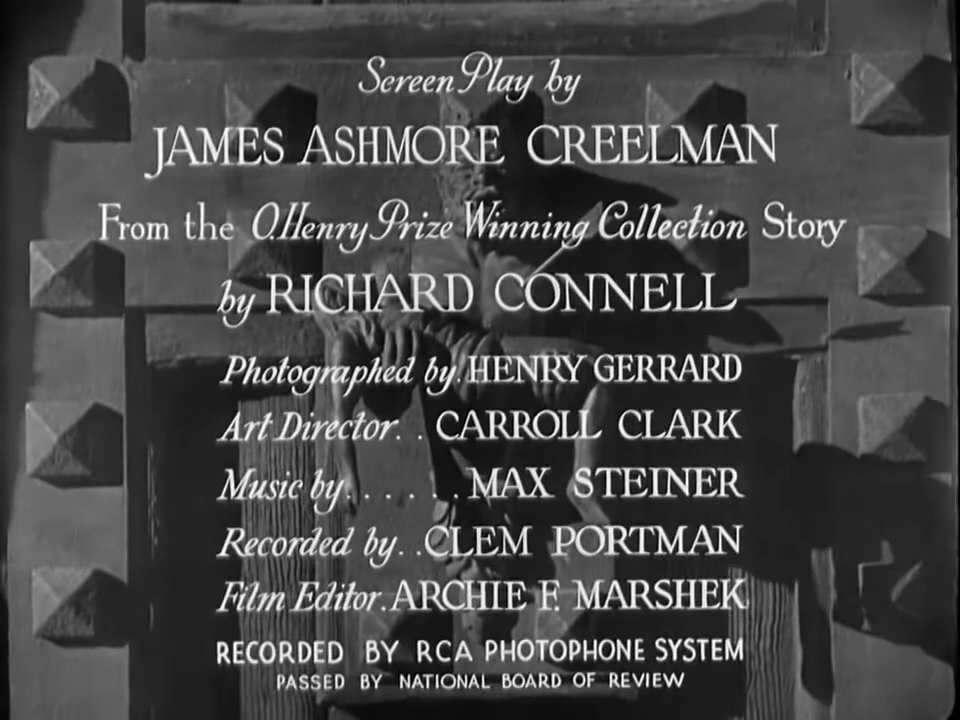 Screen Play by
JAMES ASHMORE CREELMAN
From the O. Henry Prize Winning Collection Story
by RICHARD CONNELL
Photographed by. HENRY GERRARD
Art Director. . CARROLL CLARK
Music by. . . . . . MAX STEINER
Recorded by. . CLEM PORTMAN
Film Editor. ARCHIE F. MARSHEK
RECORDED BY RCA PHOTOPHONE SYSTEM
PASSED BY NATIONAL BOARD OF REVIEW